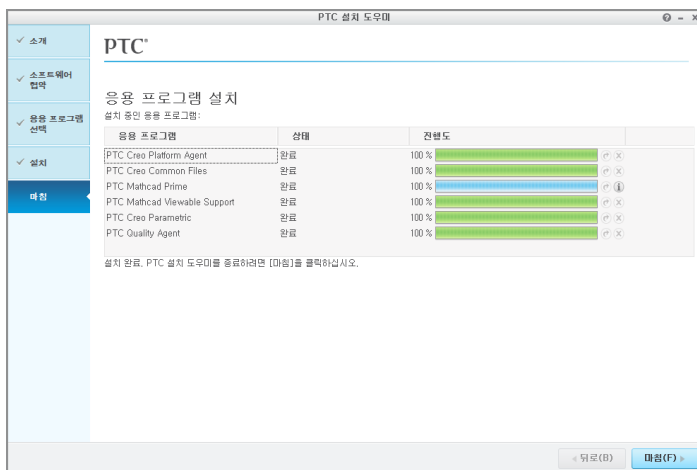 PTC 설치 도우미
✓ 소개
PTC®
✓ 소프트웨어
협약
응용 프로그램 설치
설치 중인 응용 프로그램:
✓ 응용 프로그램
선택
응용 프로그램 상태 진행도
PTC Creo Platform Agent 완료 100 %
✓ 설치
PTC Creo Common Files 완료 100 %
PTC Mathcad Prime 완료 100 %
마침
PTC Mathcad Viewable Support 완료 100 %
PTC Creo Parametric 완료 100 %
PTC Quality Agent 완료 100 %
설치 완료. PTC 설치 도우미를 종료하려면 [마침]을 클릭하십시오.
뒤로(B) 마침(F)